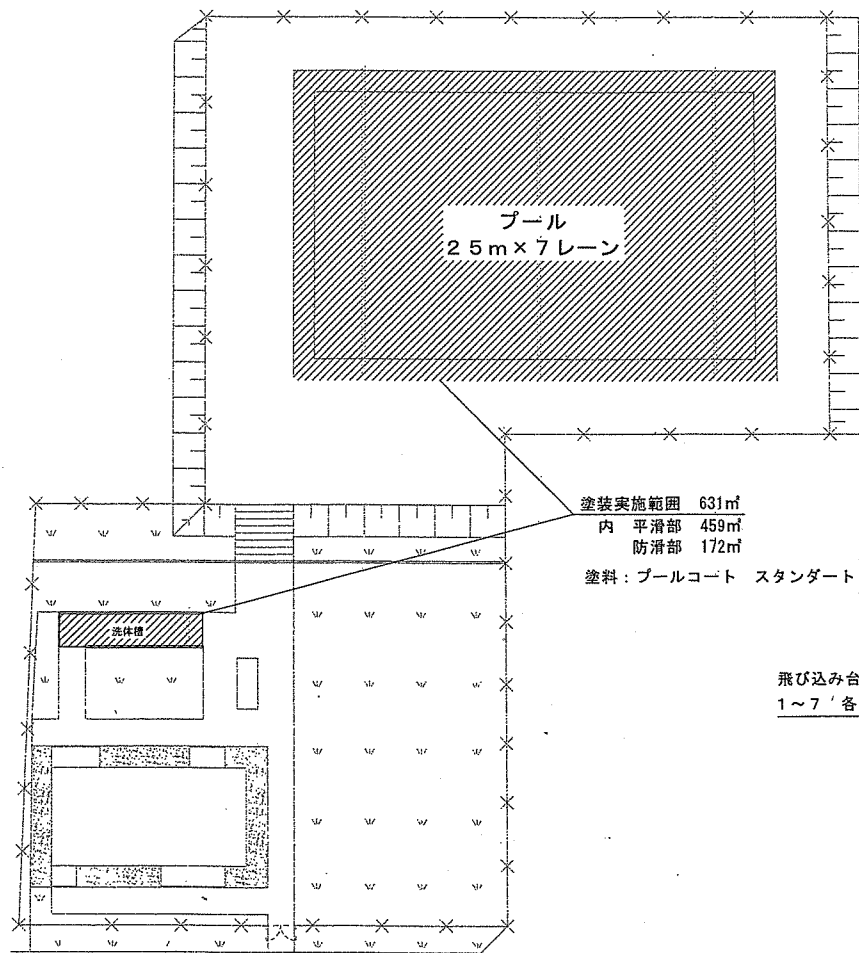 プール
25m×7レーン
塗装実施範囲 631㎡
内 平滑部 459㎡
防滑部 172㎡
塗料：プールコート スタンダート
洗体槽
飛び込み台
1～7 各